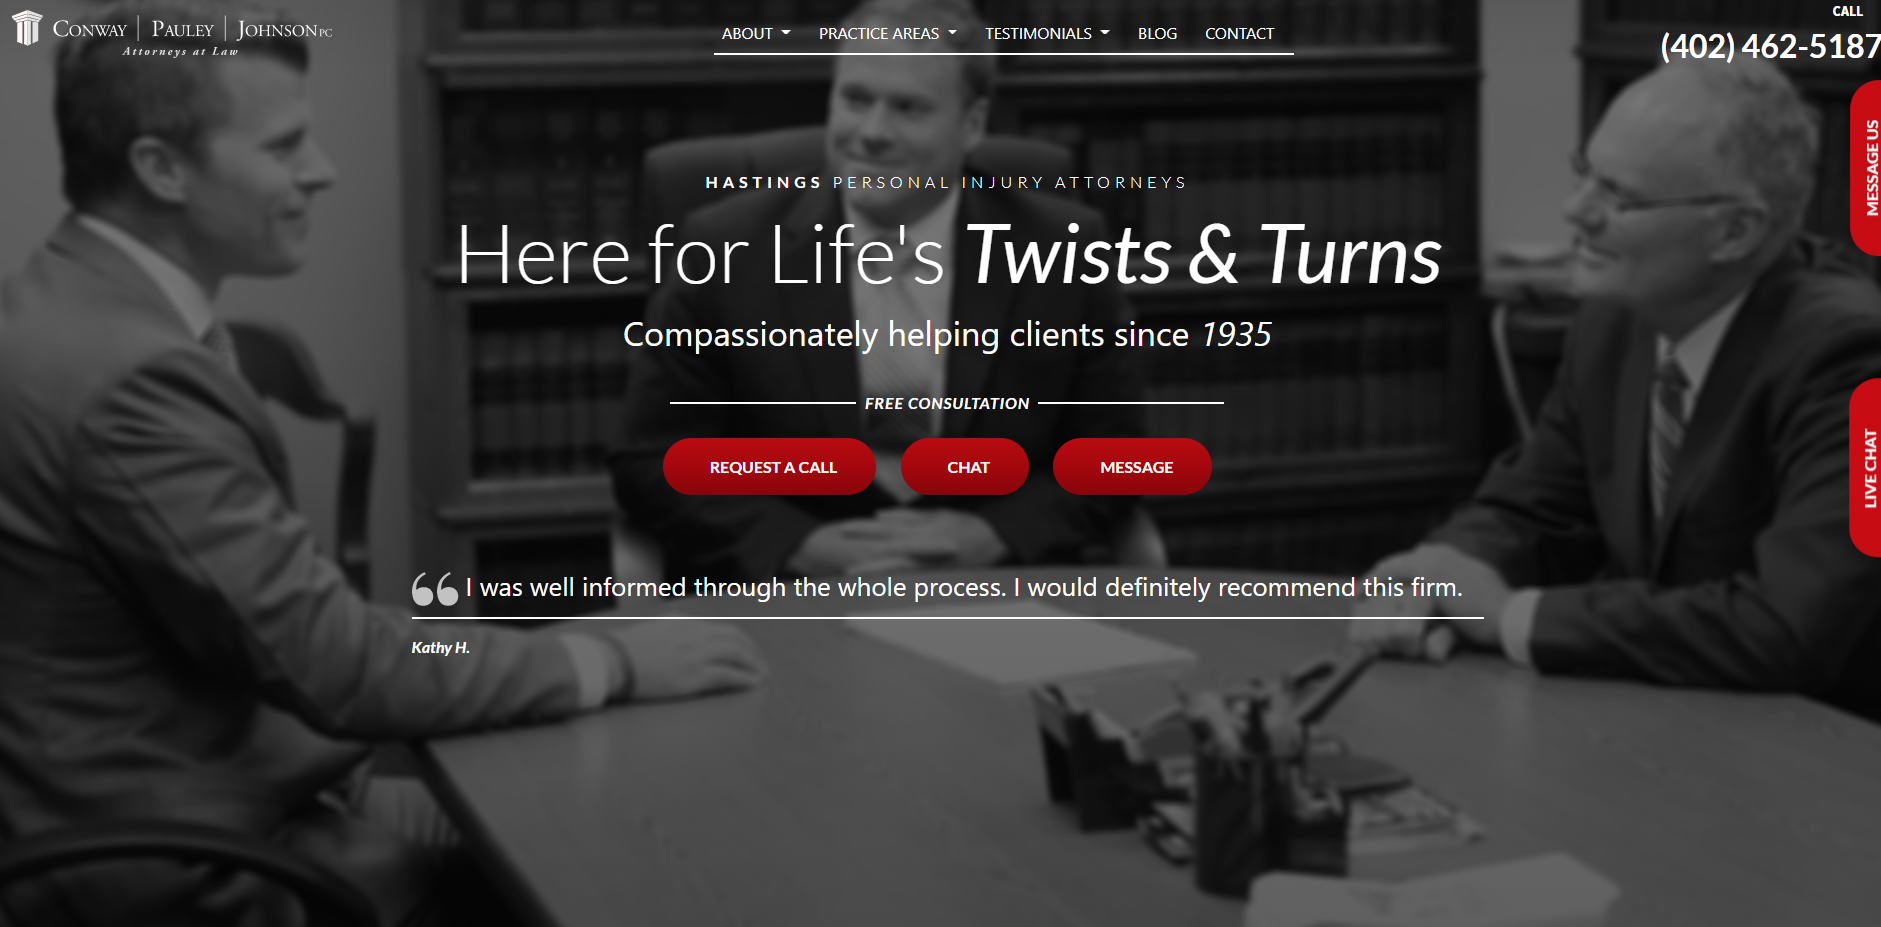 CONWAY | PAULEY | JOHNSON PC
Attorneys at Law
ABOUT PRACTICE AREAS TESTIMONIALS BLOG CONTACT
CALL
(402) 462-5187
MESSAGE US
HASTINGS PERSONAL INJURY ATTORNEYS
Here for Life's Twists & Turns
Compassionately helping clients since 1935
FREE CONSULTATION
REQUEST A CALL CHAT MESSAGE
LIVE CHAT
“ I was well informed through the whole process. I would definitely recommend this firm.
Kathy H.